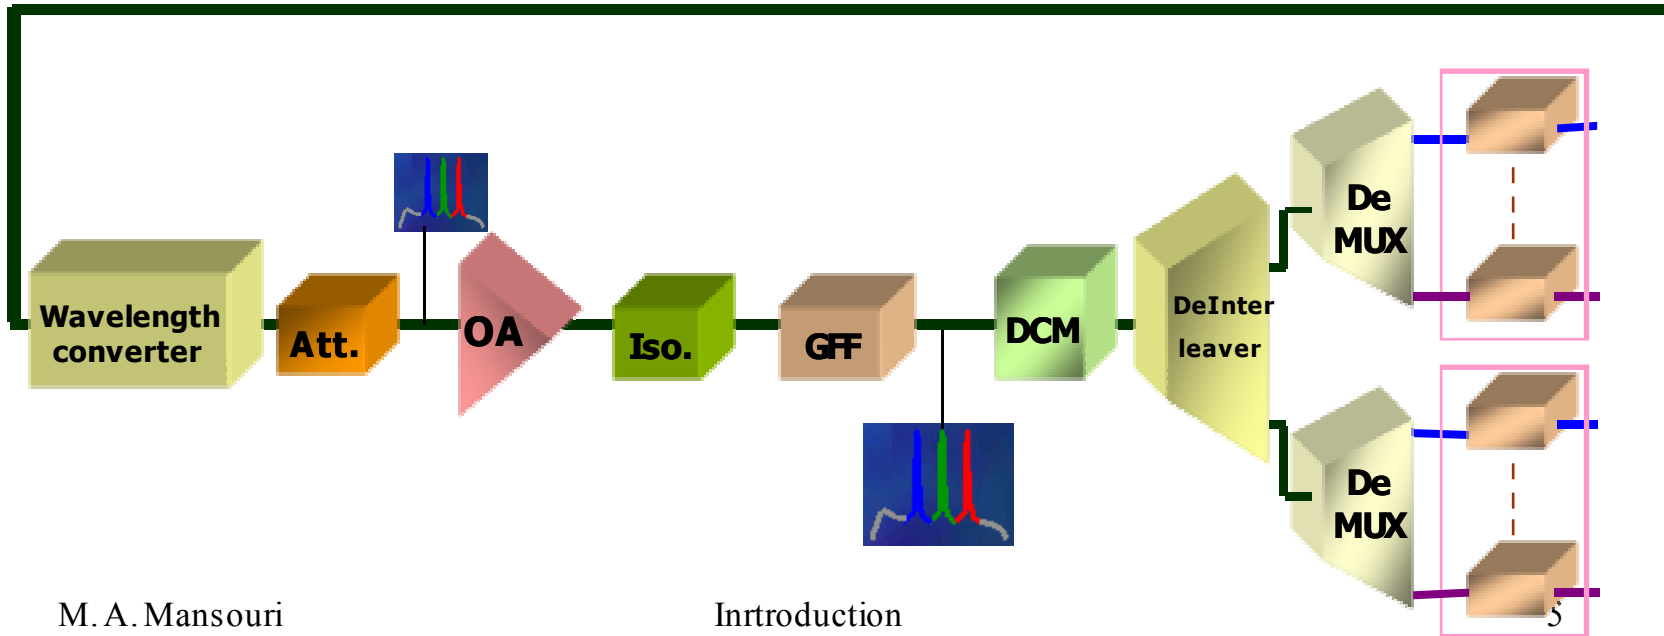 Wavelength
converter
Att.
OA
Iso.
GFF
DCM
DeInter
leaver
De
MUX
De
MUX
M. A. Mansouri
Inrtroduction
5